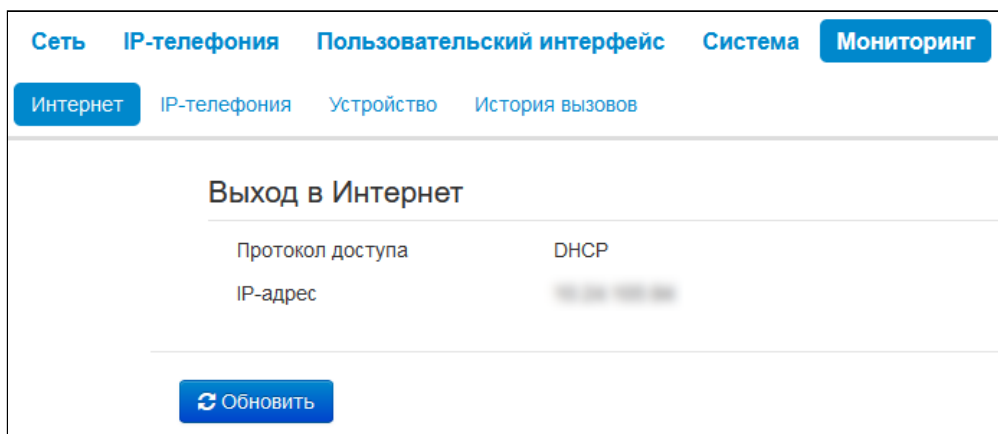 Сеть IP-телефония Пользовательский интерфейс Система Мониторинг
Интернет IP-телефония Устройство История вызовов
Выход в Интернет
Протокол доступа DHCP
IP-адрес
Обновить